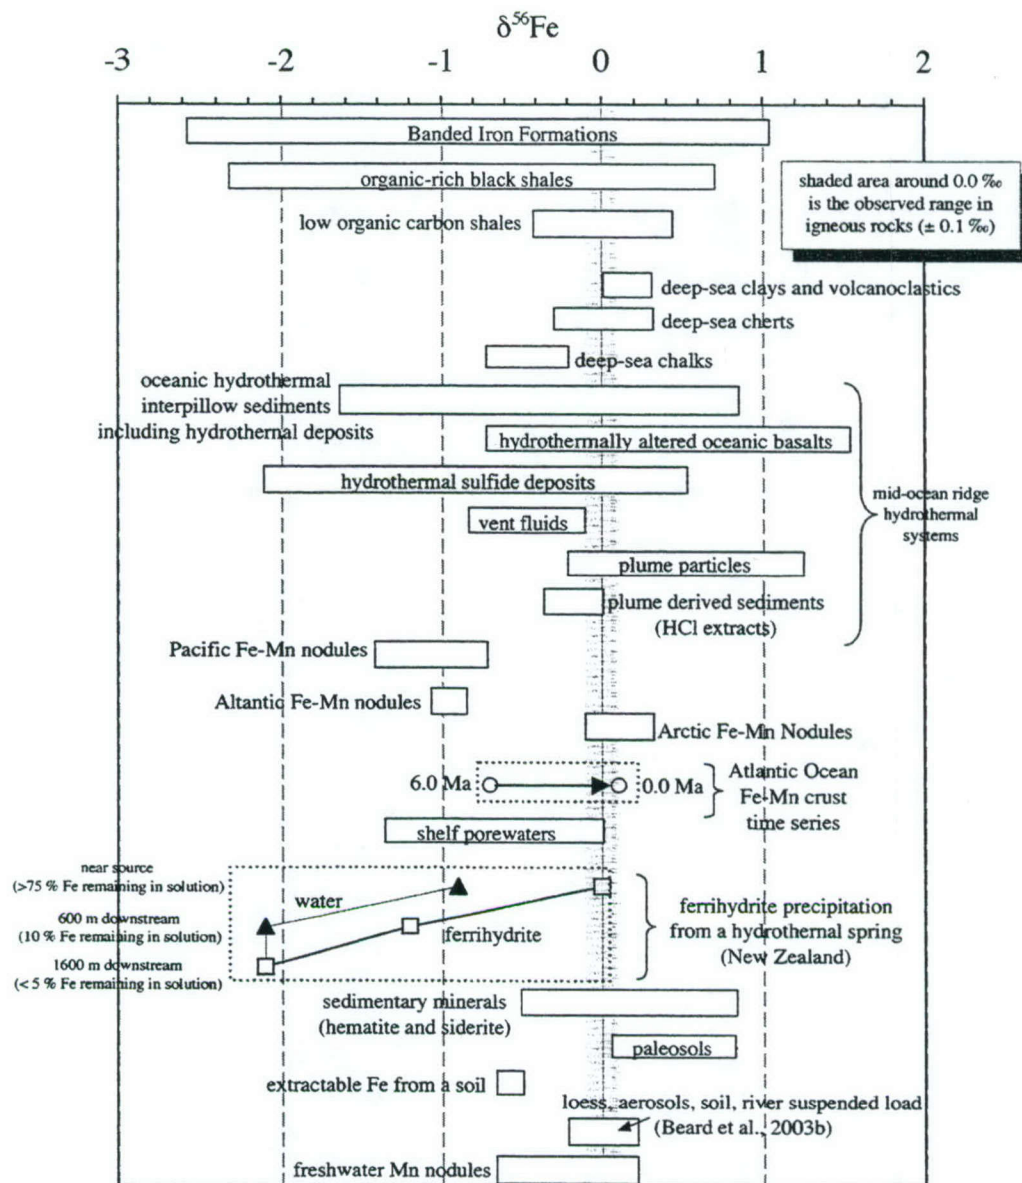 δ⁵⁶Fe
-3 -2 -1 0 1 2
Banded Iron Formations
organic-rich black shales
shaded area around 0.0 ‰
is the observed range in
igneous rocks (± 0.1 ‰)
low organic carbon shales
deep-sea clays and volcanoclastics
deep-sea cherts
deep-sea chalks
oceanic hydrothermal
interpillow sediments
including hydrothernal deposits
hydrothermally altered oceanic basalts
hydrothermal sulfide deposits
mid-ocean ridge
hydrothermal
systems
vent fluids
plume particles
plume derived sediments
(HCl extracts)
Pacific Fe-Mn nodules
Altantic Fe-Mn nodules
Arctic Fe-Mn Nodules
6.0 Ma
0.0 Ma
Atlantic Ocean
Fe-Mn crust
time series
shelf porewaters
near source
(>75 % Fe remaining in solution)
water
600 m downstream
(10 % Fe remaining in solution)
ferrihydrite
1600 m downstream
(< 5 % Fe remaining in solution)
ferrihydrite precipitation
from a hydrothermal spring
(New Zealand)
sedimentary minerals
(hematite and siderite)
paleosols
extractable Fe from a soil
loess, aerosols, soil, river suspended load
(Beard et al., 2003b)
freshwater Mn nodules